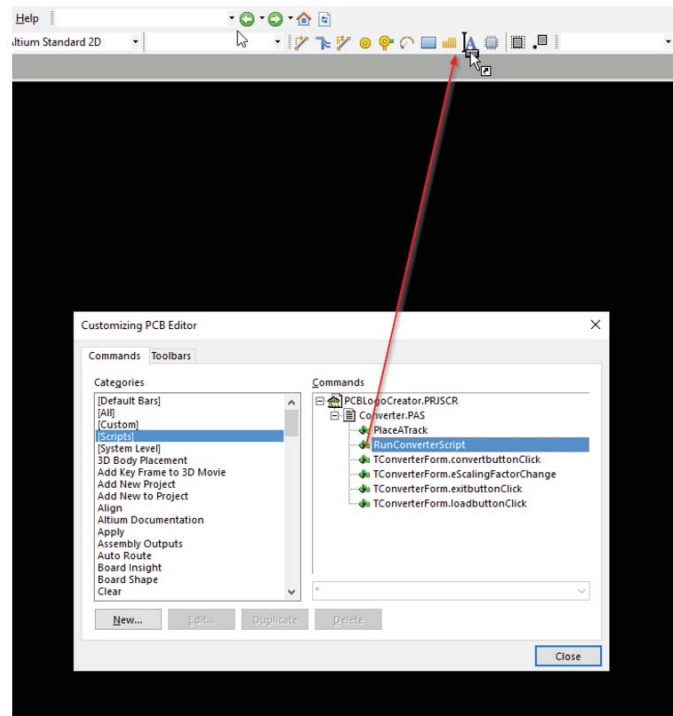 Help
Altium Standard 2D
A
Customizing PCB Editor
Commands Toolbars
Categories
[Default Bars]
[All]
[Custom]
[Scripts]
[System Level]
3D Body Placement
Add Key Frame to 3D Movie
Add New Project
Add New to Project
Align
Altium Documentation
Apply
Assembly Outputs
Auto Route
Board Insight
Board Shape
Clear
Commands
PCBLogoCreator.PRJSCR
Converter.PAS
PlaceATrack
RunConverterScript
TConverterForm.convertbuttonClick
TConverterForm.eScalingFactorChange
TConverterForm.exitbuttonClick
TConverterForm.loadbuttonClick
*
New... Edit... Duplicate Delete
Close